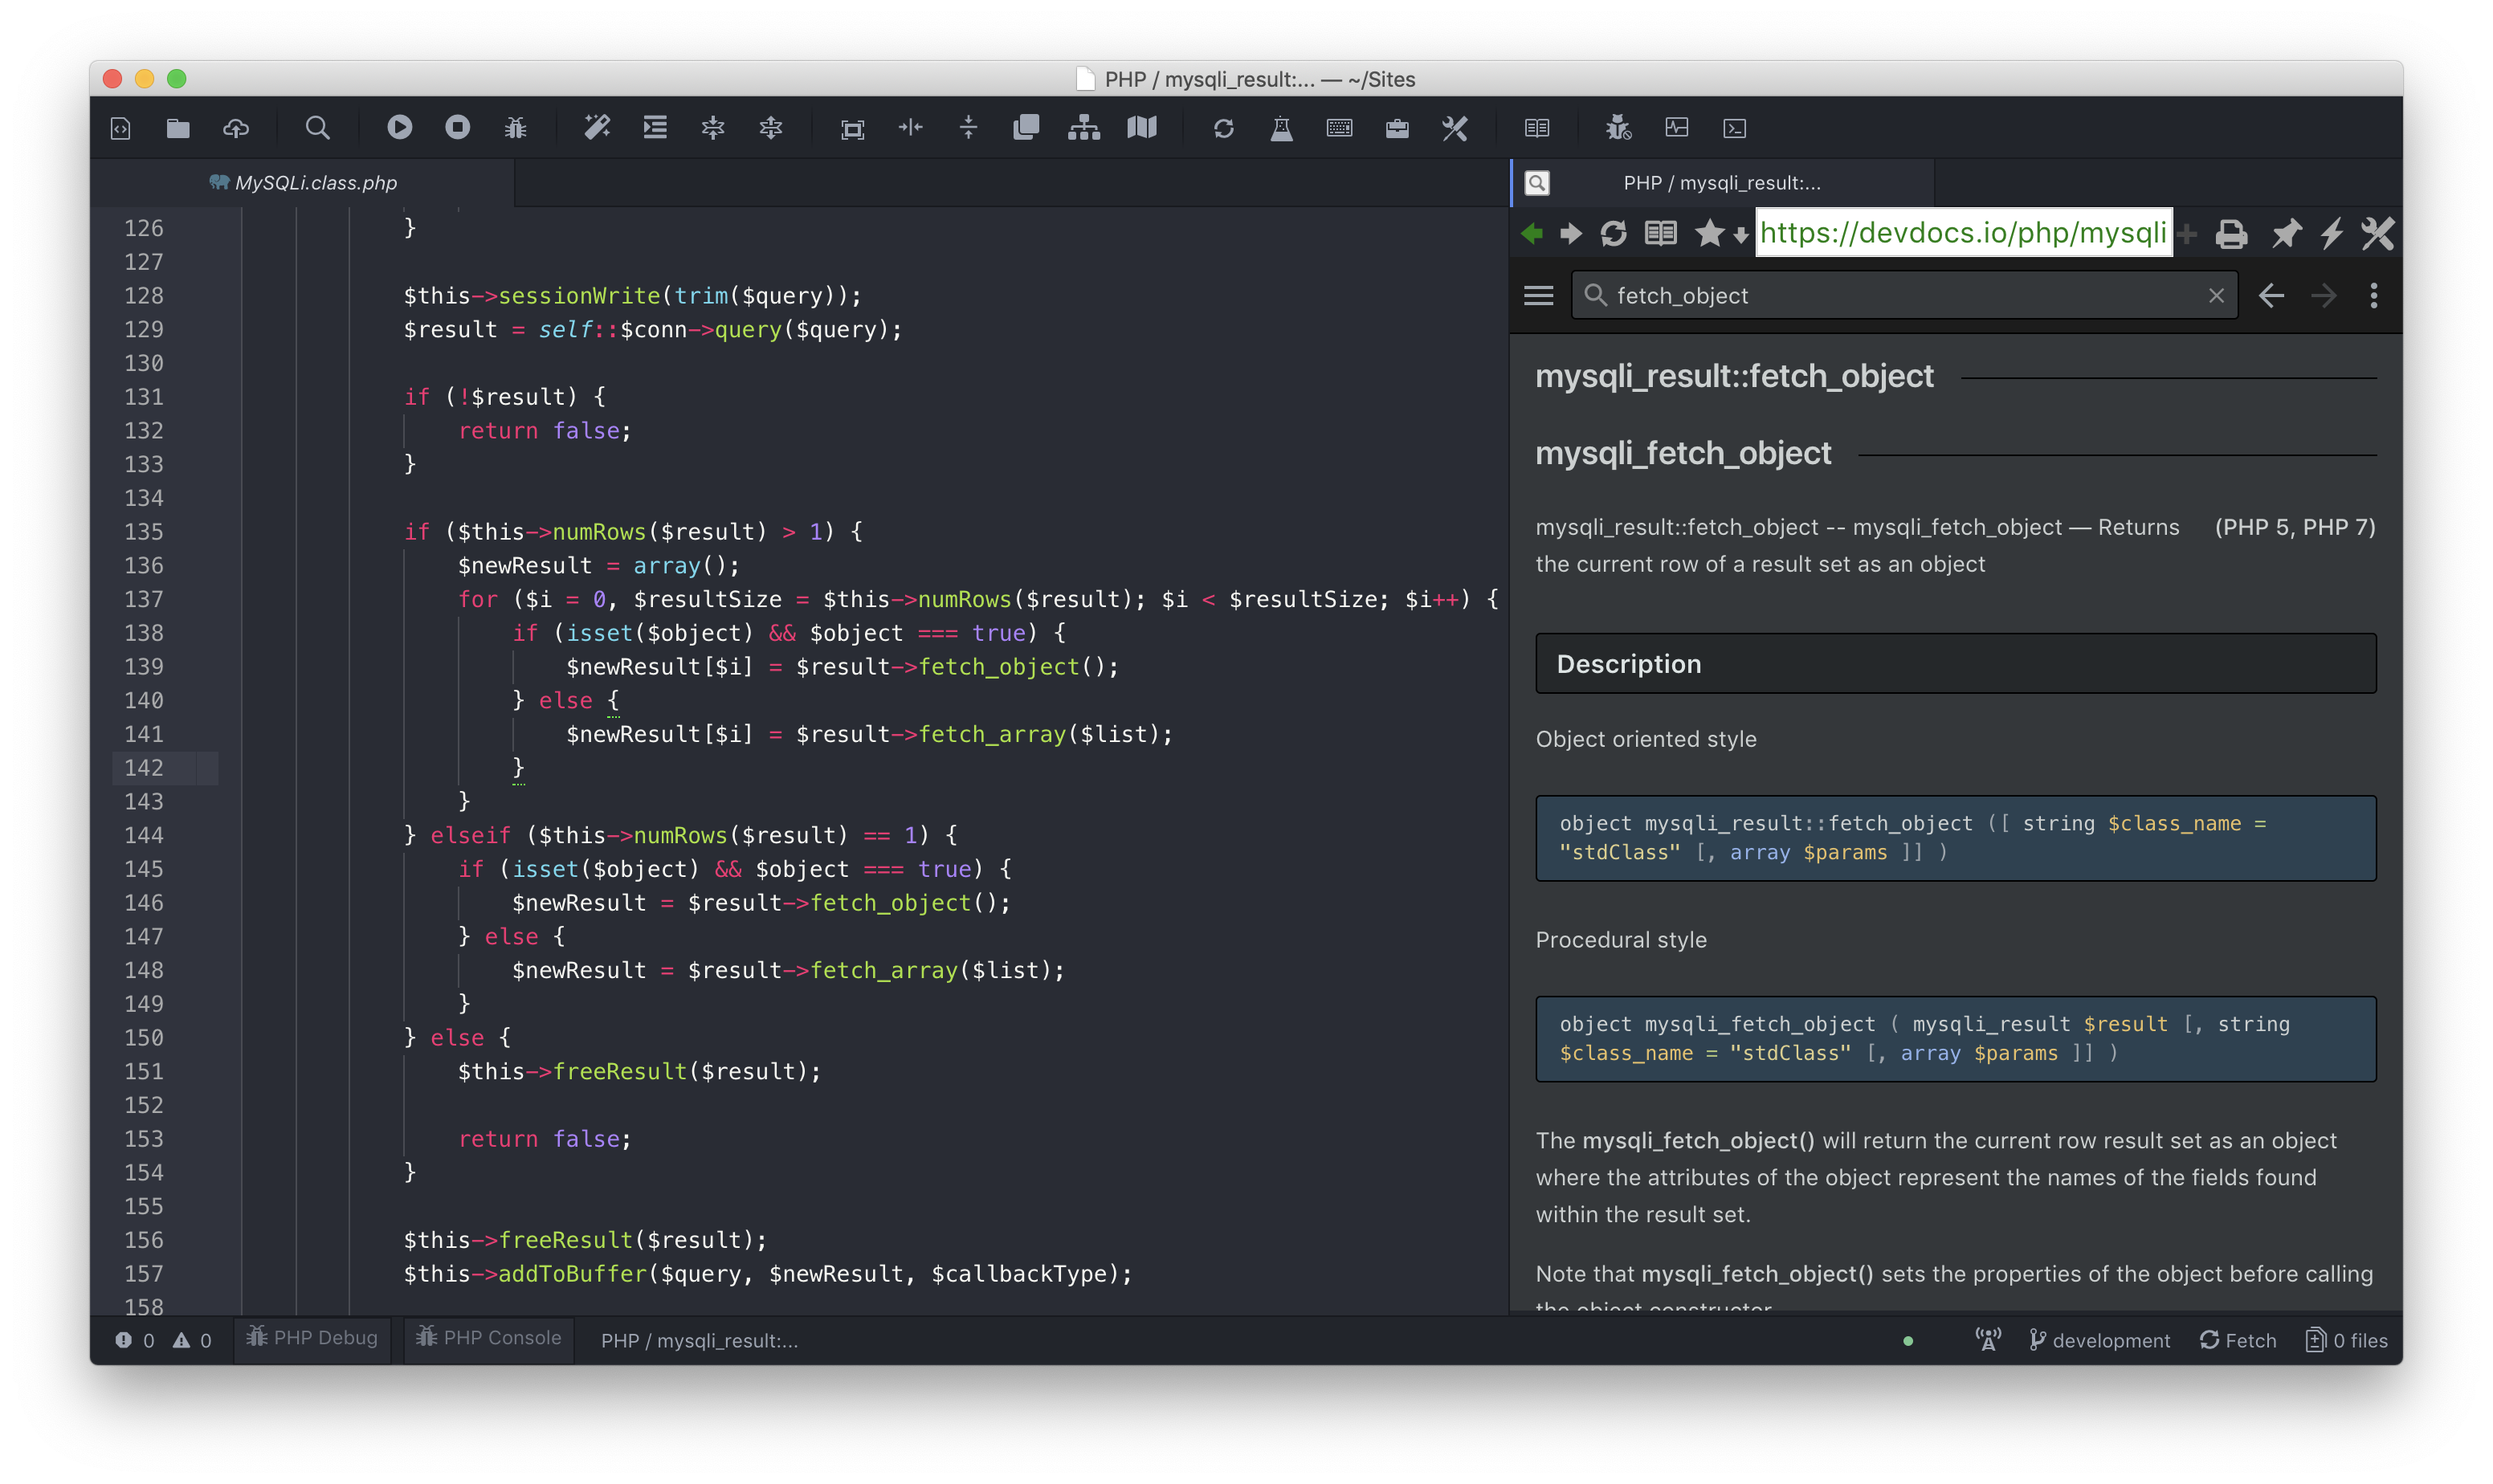 PHP / mysqli_result:... — ~/Sites
MySQLi.class.php
126 }
127
128 $this->sessionWrite(trim($query));
129 $result = self::$conn->query($query);
130
131 if (!$result) {
132 return false;
133 }
134
135 if ($this->numRows($result) > 1) {
136 $newResult = array();
137 for ($i = 0, $resultSize = $this->numRows($result); $i < $resultSize; $i++) {
138 if (isset($object) && $object === true) {
139 $newResult[$i] = $result->fetch_object();
140 } else {
141 $newResult[$i] = $result->fetch_array($list);
142 }
143 }
144 } elseif ($this->numRows($result) == 1) {
145 if (isset($object) && $object === true) {
146 $newResult = $result->fetch_object();
147 } else {
148 $newResult = $result->fetch_array($list);
149 }
150 } else {
151 $this->freeResult($result);
152
153 return false;
154 }
155
156 $this->freeResult($result);
157 $this->addToBuffer($query, $newResult, $callbackType);
158
PHP / mysqli_result:...
https://devdocs.io/php/mysqli
fetch_object
mysqli_result::fetch_object
mysqli_fetch_object
mysqli_result::fetch_object -- mysqli_fetch_object — Returns (PHP 5, PHP 7)
the current row of a result set as an object
Description
Object oriented style
object mysqli_result::fetch_object ([ string $class_name =
"stdClass" [, array $params ]] )
Procedural style
object mysqli_fetch_object ( mysqli_result $result [, string
$class_name = "stdClass" [, array $params ]] )
The mysqli_fetch_object() will return the current row result set as an object
where the attributes of the object represent the names of the fields found
within the result set.
Note that mysqli_fetch_object() sets the properties of the object before calling
the object constructor
0 0 PHP Debug PHP Console PHP / mysqli_result:... development Fetch 0 files